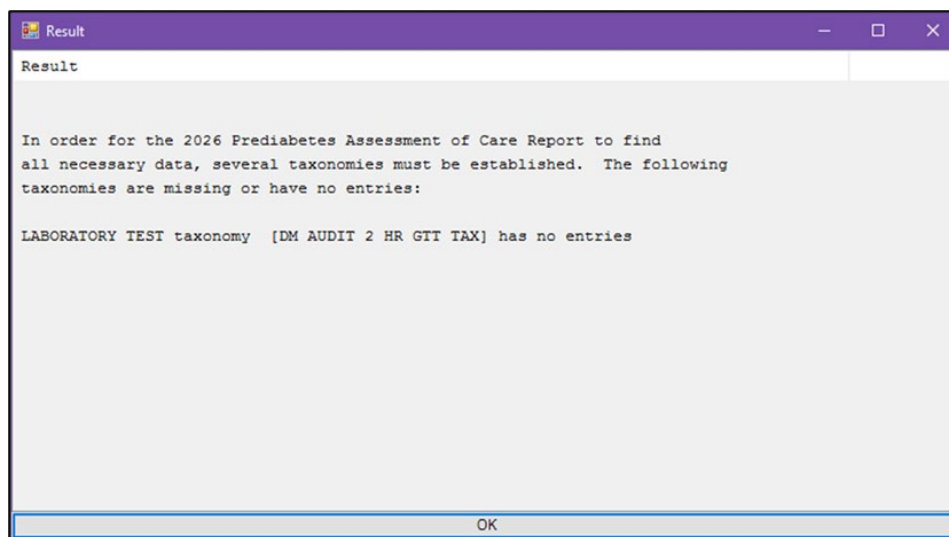 Result
Result
In order for the 2026 Prediabetes Assessment of Care Report to find
all necessary data, several taxonomies must be established.  The following
taxonomies are missing or have no entries:
LABORATORY TEST taxonomy  [DM AUDIT 2 HR GTT TAX] has no entries
OK